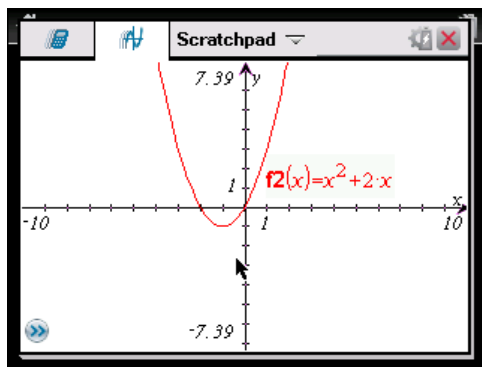 Scratchpad
7.39 y
1 f2(x)=x²+2·x
x
-10 1 10
-7.39